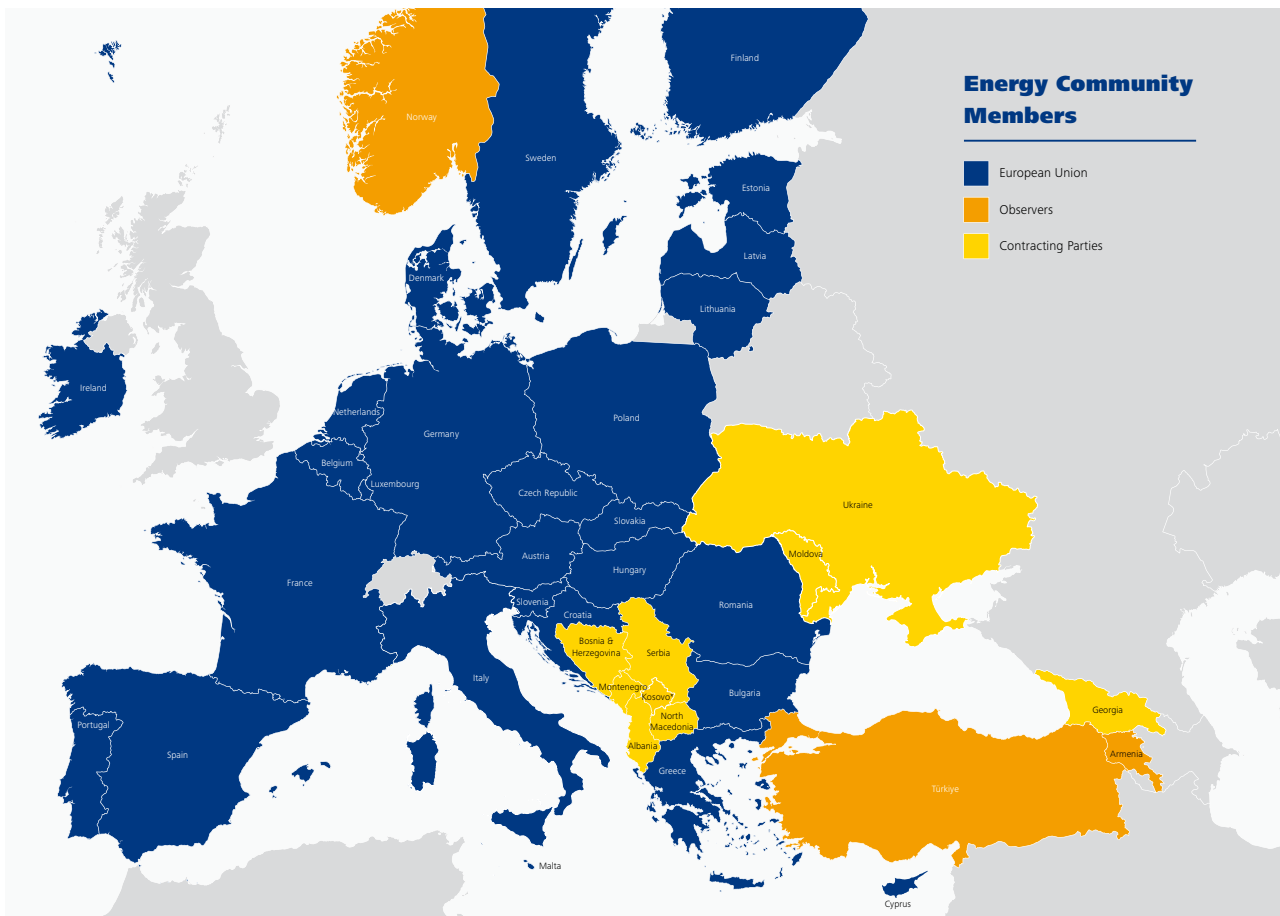 Energy Community
Members
European Union
Observers
Contracting Parties
Finland
Norway
Sweden
Estonia
Latvia
Denmark
Lithuania
Ireland
Netherlands
Poland
Germany
Belgium
Luxembourg
Czech Republic
Ukraine
Slovakia
Austria
Moldova
Hungary
France
Slovenia
Romania
Croatia
Bosnia &
Herzegovina
Serbia
Italy
Montenegro
Kosovo*
Bulgaria
Georgia
North
Macedonia
Portugal
Albania
Spain
Armenia
Greece
Türkiye
Malta
Cyprus